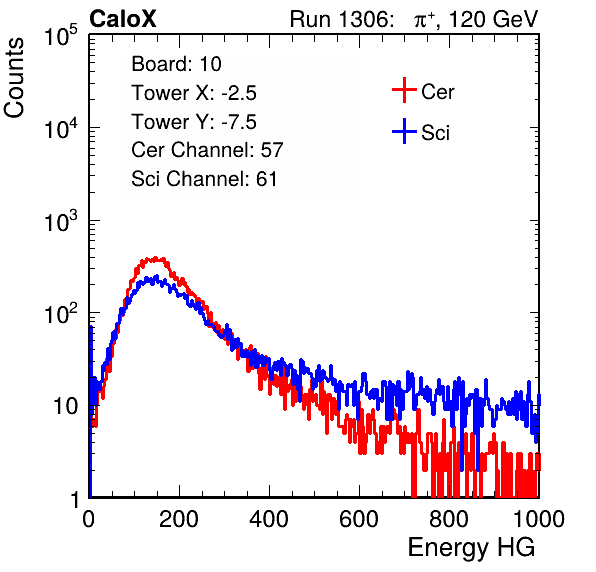 CaloX Run 1306: π⁺, 120 GeV
Counts
Board: 10
Tower X: -2.5
Tower Y: -7.5
Cer Channel: 57
Sci Channel: 61
Cer
Sci
10⁵
10⁴
10³
10²
10
1
0 200 400 600 800 1000
Energy HG